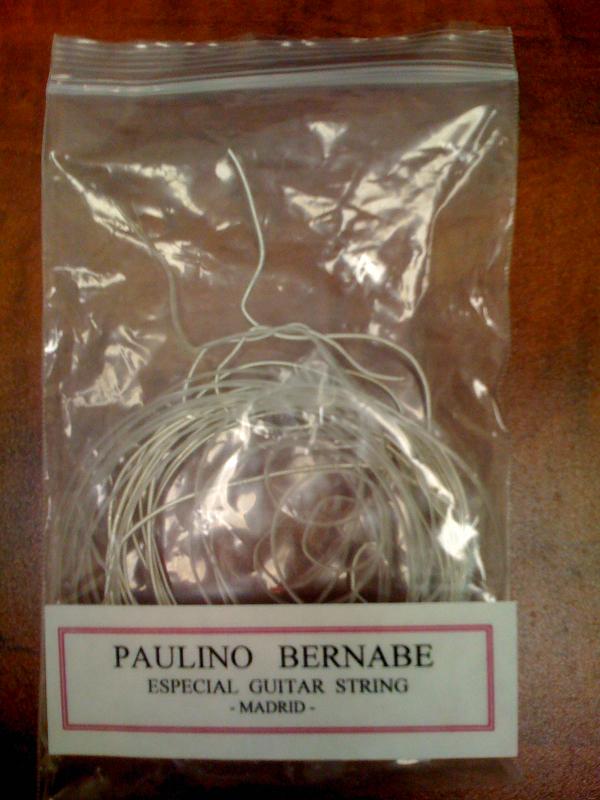 PAULINO BERNABE
ESPECIAL GUITAR STRING
- MADRID -